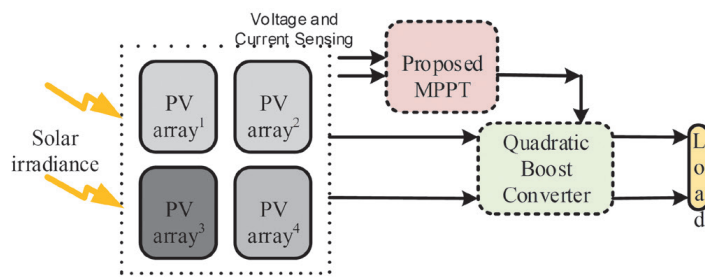 Voltage and
Current Sensing
Solar
irradiance
PV
array¹
PV
array²
PV
array³
PV
array⁴
Proposed
MPPT
Quadratic
Boost
Converter
L
o
a
d